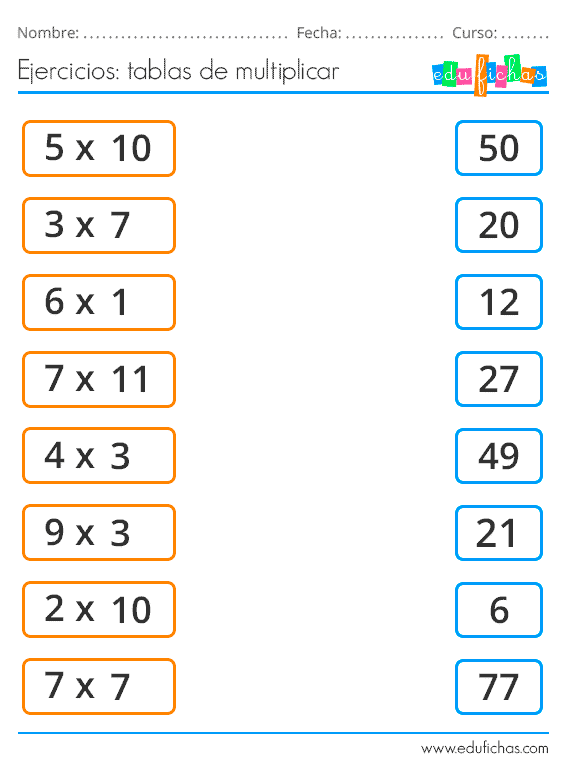 Nombre: ................................ Fecha: ................ Curso: ........
Ejercicios: tablas de multiplicar edufichas
5 x 10 50
3 x 7 20
6 x 1 12
7 x 11 27
4 x 3 49
9 x 3 21
2 x 10 6
7 x 7 77
www.edufichas.com